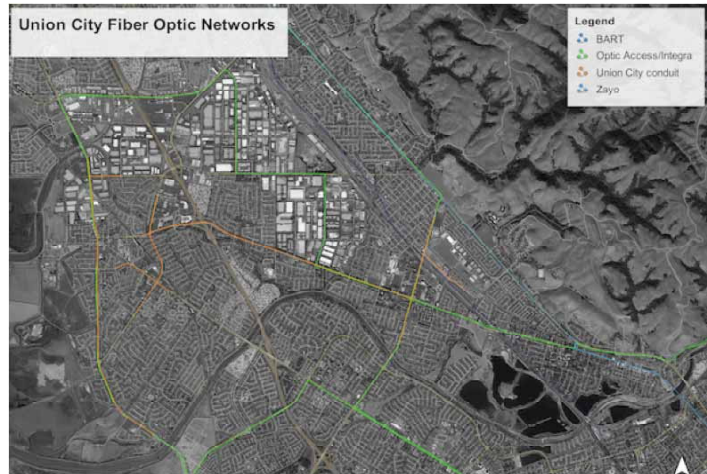 Union City Fiber Optic Networks
Legend
BART
Optic Access/Integra
Union City conduit
Zayo